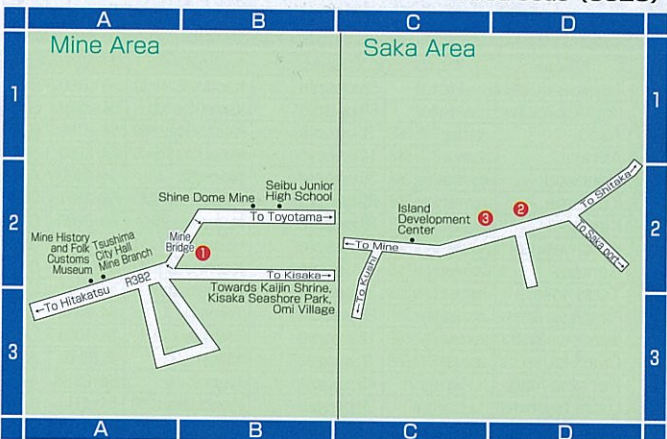 A
B
C
D
1
1
2
2
3
3
Mine Area
Shine Dome Mine
Seibu Junior
High School
To Toyotama→
Mine
Bridge
1
Mine History
and Folk
Customs
Museum
Tsushima
City Hall
Mine Branch
←To Hitakatsu
R382
To Kisaka→
Towards Kaijin Shrine,
Kisaka Seashore Park,
Omi Village
Saka Area
Island
Development
Center
3
2
←To Mine
←To Kushi
To Shitaka→
To Saka port→
A
B
C
D